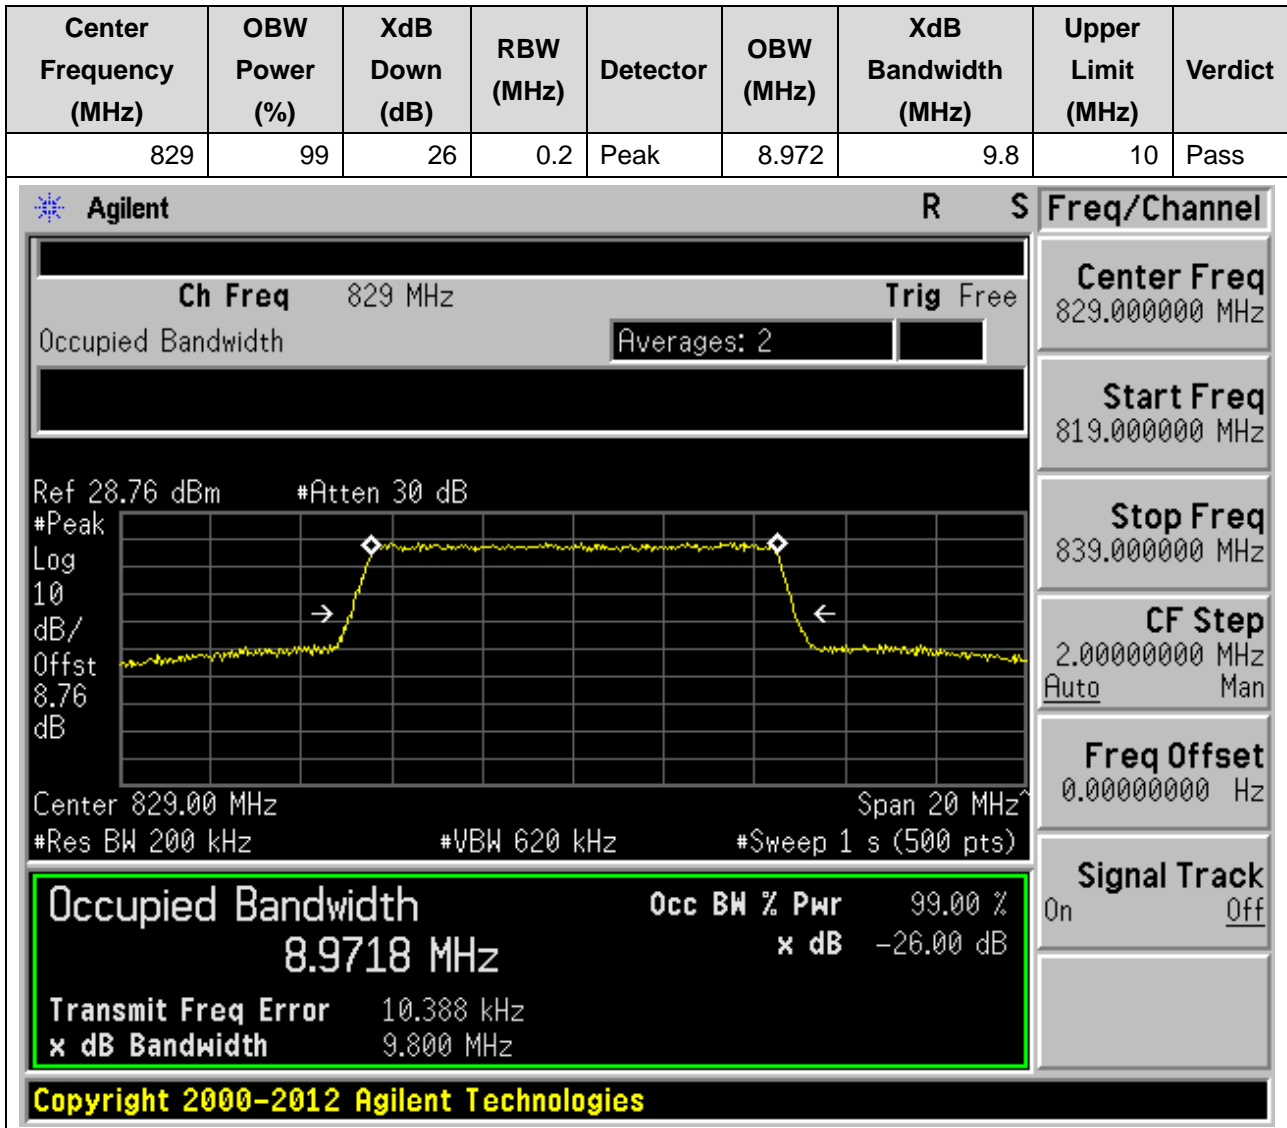 Center Frequency (MHz) OBW Power (%) XdB Down (dB) RBW (MHz) Detector OBW (MHz) XdB Bandwidth (MHz) Upper Limit (MHz) Verdict
829 99 26 0.2 Peak 8.972 9.8 10 Pass
Agilent R S Freq/Channel
Ch Freq 829 MHz Trig Free
Occupied Bandwidth Averages: 2
Center Freq
829.000000 MHz
Start Freq
819.000000 MHz
Stop Freq
839.000000 MHz
CF Step
2.00000000 MHz
Auto Man
Freq Offset
0.00000000 Hz
Signal Track
On Off
Ref 28.76 dBm #Atten 30 dB
#Peak
Log
10
dB/
Offst
8.76
dB
Center 829.00 MHz Span 20 MHz^
#Res BW 200 kHz #VBW 620 kHz #Sweep 1 s (500 pts)
Occupied Bandwidth Occ BW % Pwr 99.00 %
8.9718 MHz x dB -26.00 dB
Transmit Freq Error 10.388 kHz
x dB Bandwidth 9.800 MHz
Copyright 2000-2012 Agilent Technologies